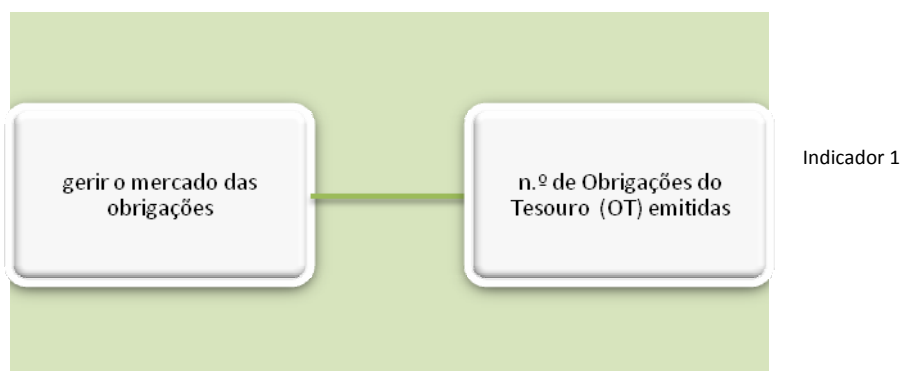 gerir o mercado das
obrigações
n.º de Obrigações do
Tesouro (OT) emitidas
Indicador 1